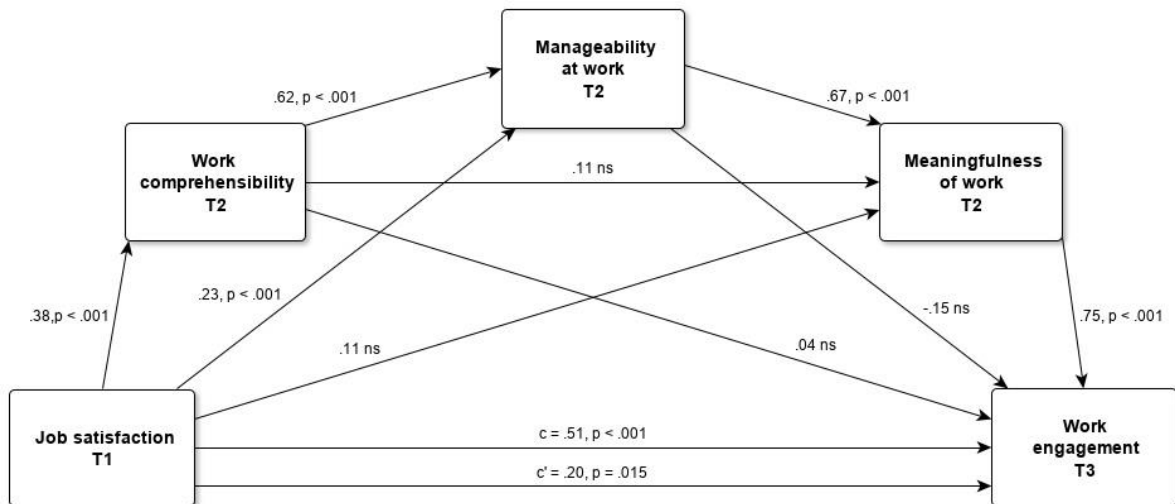 Manageability
at work
T2
.62, p < .001
.67, p < .001
Work
comprehensibility
T2
.11 ns
Meaningfulness
of work
T2
.38,p < .001
.23, p < .001
.11 ns
-.15 ns
.04 ns
.75, p < .001
Job satisfaction
T1
c = .51, p < .001
c' = .20, p = .015
Work
engagement
T3